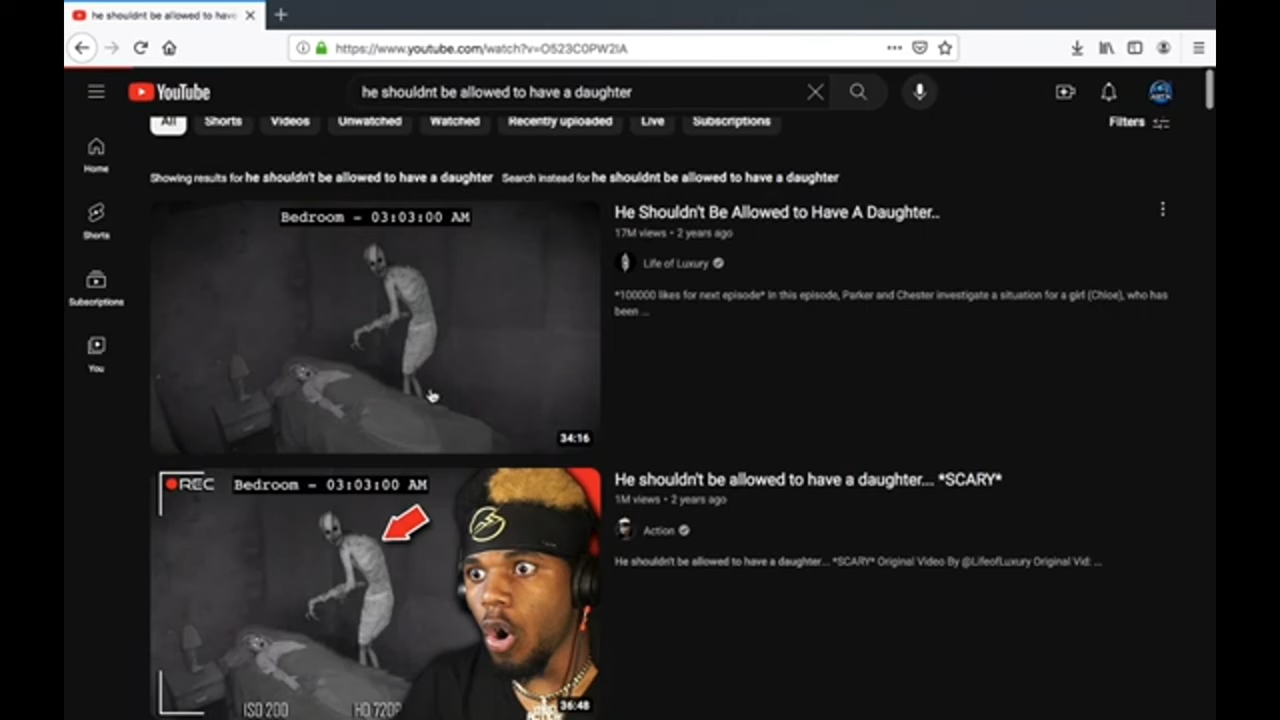 he shouldnt be allowed to have
https://www.youtube.com/watch?v=O523C0PW2IA
YouTube
he shouldnt be allowed to have a daughter
All Shorts Videos Unwatched Watched Recently uploaded Live Subscriptions Filters
Home
Shorts
Subscriptions
You
Showing results for he shouldn't be allowed to have a daughter Search instead for he shouldnt be allowed to have a daughter
Bedroom - 03:03:00 AM
34:16
He Shouldn't Be Allowed to Have A Daughter..
17M views • 2 years ago
Life of Luxury
*100000 likes for next episode* In this episode, Parker and Chester investigate a situation for a girl (Chloe), who has
been ...
REC Bedroom - 03:03:00 AM
ISO 200 HD 720P
36:48
He shouldn't be allowed to have a daughter... *SCARY*
1M views • 2 years ago
Action
He shouldn't be allowed to have a daughter... *SCARY* Original Video By @LifeofLuxury Original Vid: ...